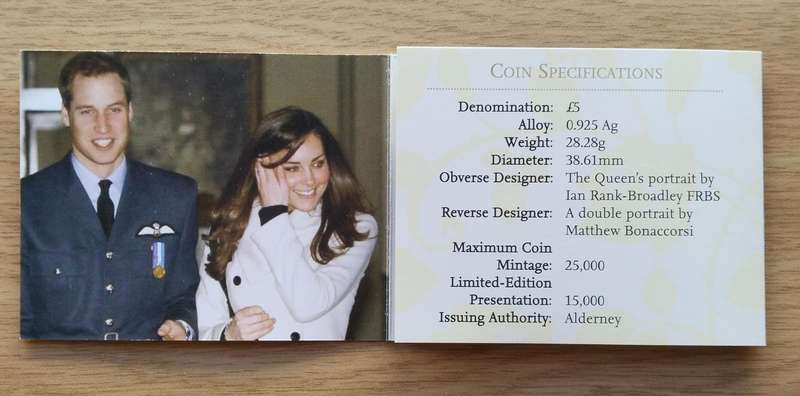 COIN SPECIFICATIONS
Denomination: £5
Alloy: 0.925 Ag
Weight: 28.28g
Diameter: 38.61mm
Obverse Designer: The Queen's portrait by
Ian Rank-Broadley FRBS
Reverse Designer: A double portrait by
Matthew Bonaccorsi
Maximum Coin
Mintage: 25,000
Limited-Edition
Presentation: 15,000
Issuing Authority: Alderney